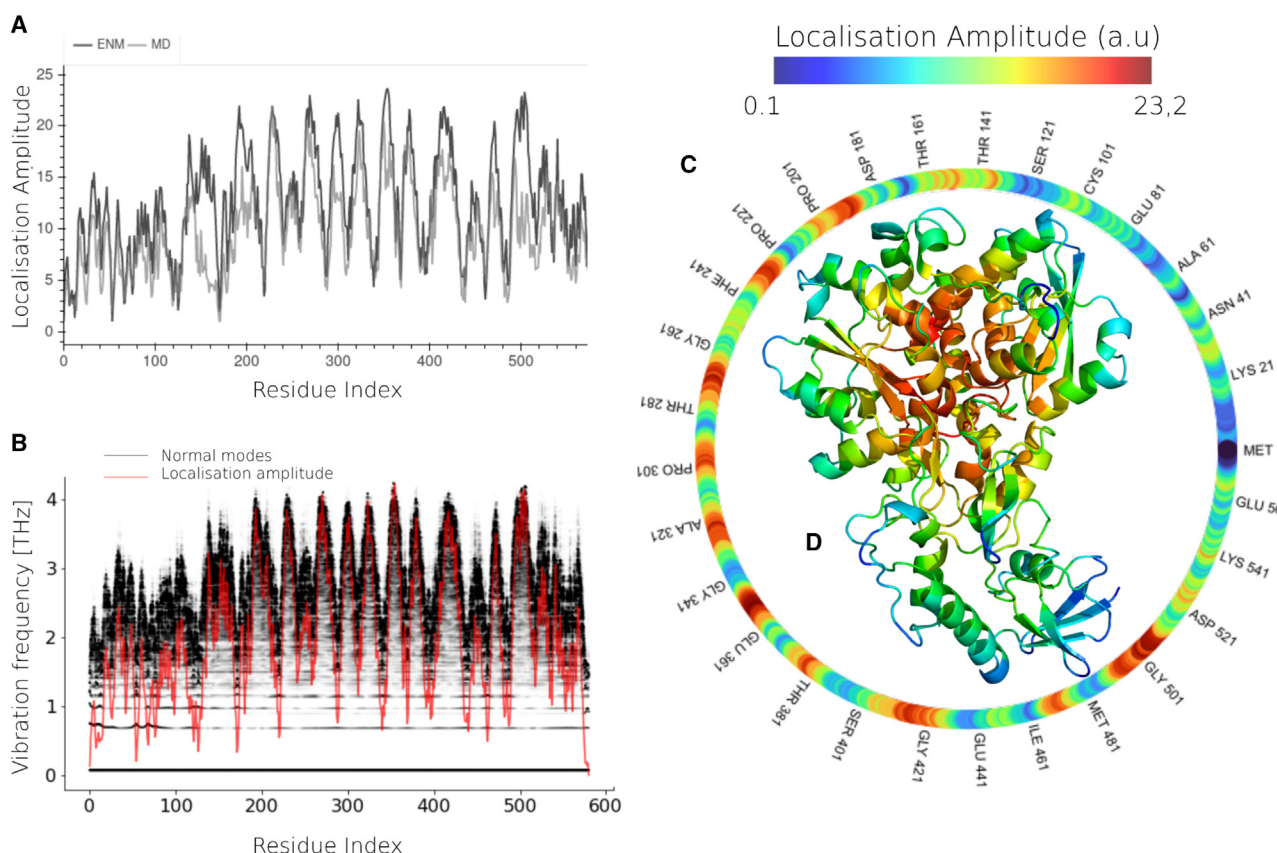 A
ENM MD
Localisation Amplitude
25
20
15
10
5
0
0 100 200 300 400 500
Residue Index
B
Normal modes
Localisation amplitude
Vibration frequency [THz]
4
3
2
1
0
0 100 200 300 400 500 600
Residue Index
Localisation Amplitude (a.u)
0.1 23,2
C
MET
LYS 21
ASN 41
ALA 61
GLU 81
CYS 101
SER 121
THR 141
THR 161
ASP 181
PRO 201
PRO 221
PHE 241
GLY 261
THR 281
PRO 301
ALA 321
GLY 341
GLU 361
THR 381
SER 401
GLY 421
GLU 441
ILE 461
MET 481
GLY 501
ASP 521
LYS 541
GLU 56
D